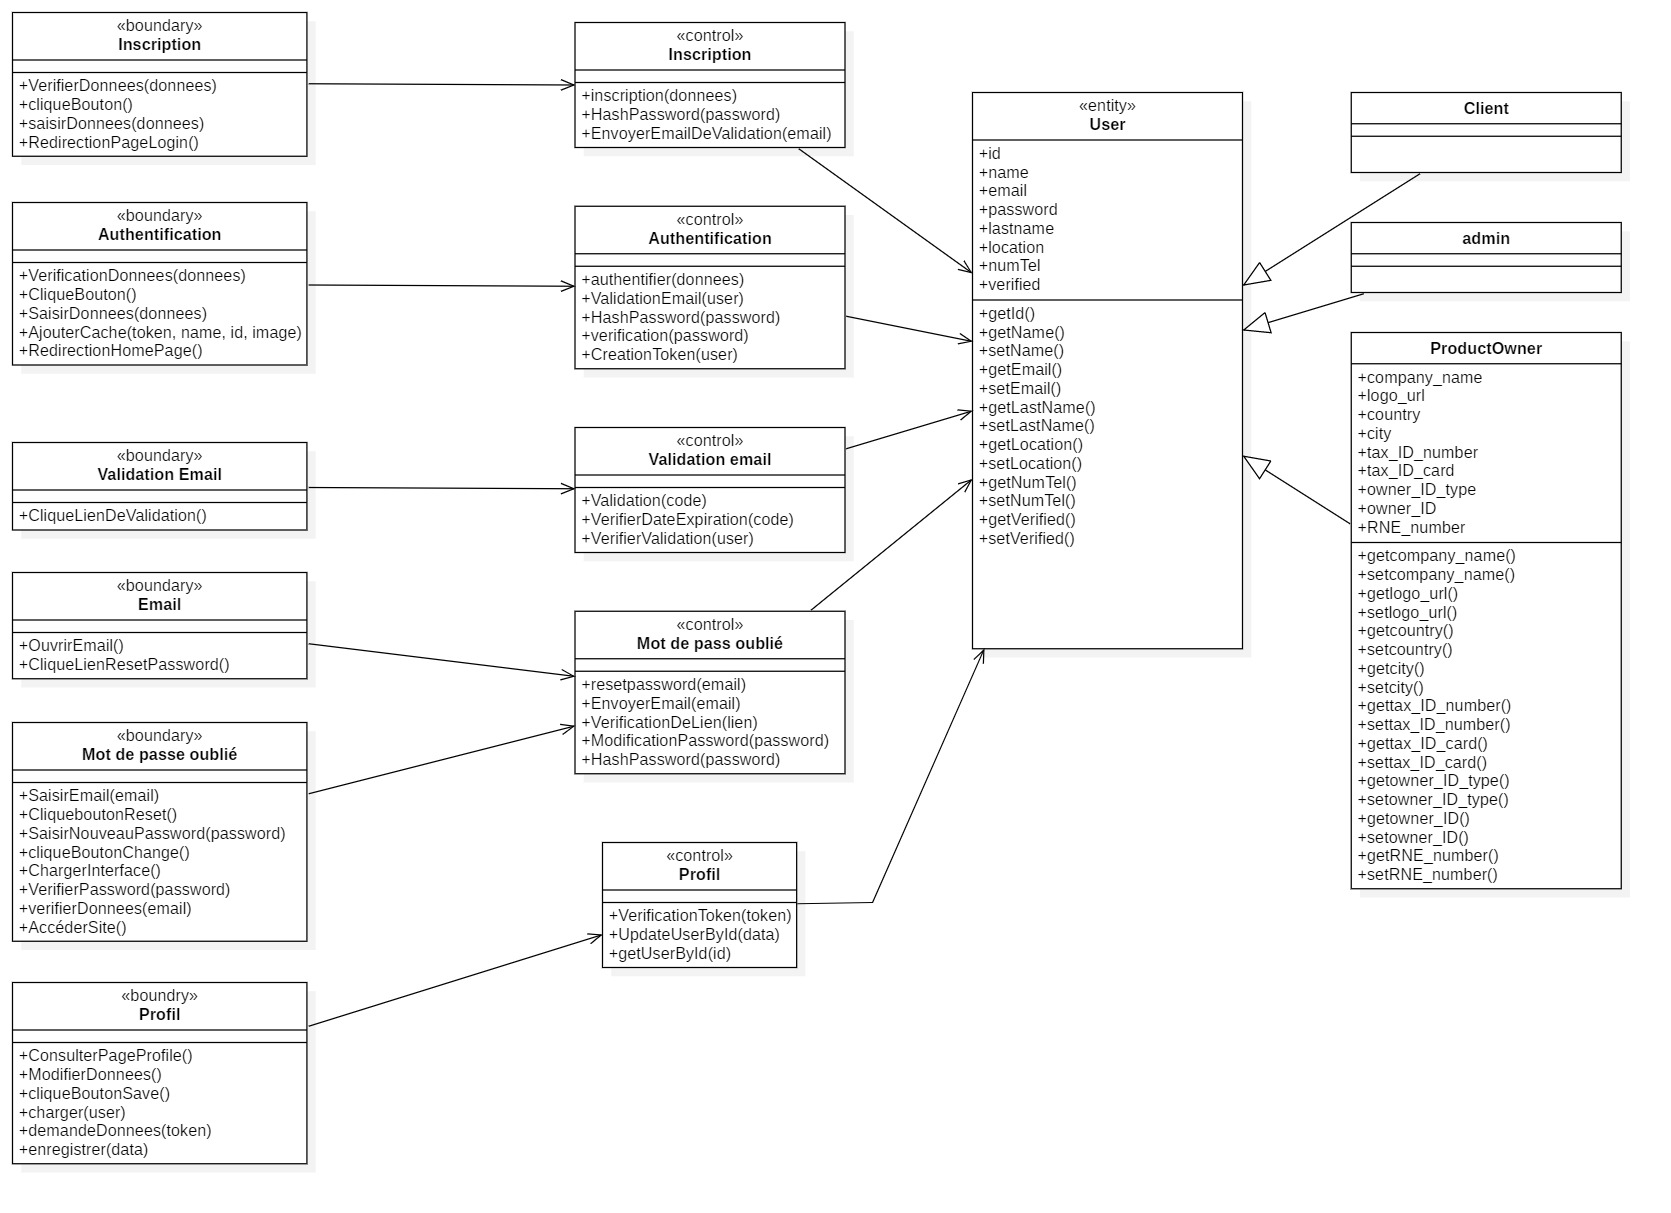 «boundary»
Inscription
+VerifierDonnees(donnees)
+cliqueBouton()
+saisirDonnees(donnees)
+RedirectionPageLogin()
«boundary»
Authentification
+VerificationDonnees(donnees)
+CliqueBouton()
+SaisirDonnees(donnees)
+AjouterCache(token, name, id, image)
+RedirectionHomePage()
«boundary»
Validation Email
+CliqueLienDeValidation()
«boundary»
Email
+OuvrirEmail()
+CliqueLienResetPassword()
«boundary»
Mot de passe oublié
+SaisirEmail(email)
+CliqueboutonReset()
+SaisirNouveauPassword(password)
+cliqueBoutonChange()
+ChargerInterface()
+VerifierPassword(password)
+verifierDonnees(email)
+AccéderSite()
«boundry»
Profil
+ConsulterPageProfile()
+ModifierDonnees()
+cliqueBoutonSave()
+charger(user)
+demandeDonnees(token)
+enregistrer(data)
«control»
Inscription
+inscription(donnees)
+HashPassword(password)
+EnvoyerEmailDeValidation(email)
«control»
Authentification
+authentifier(donnees)
+ValidationEmail(user)
+HashPassword(password)
+verification(password)
+CreationToken(user)
«control»
Validation email
+Validation(code)
+VerifierDateExpiration(code)
+VerifierValidation(user)
«control»
Mot de pass oublié
+resetpassword(email)
+EnvoyerEmail(email)
+VerificationDeLien(lien)
+ModificationPassword(password)
+HashPassword(password)
«control»
Profil
+VerificationToken(token)
+UpdateUserById(data)
+getUserById(id)
«entity»
User
+id
+name
+email
+password
+lastname
+location
+numTel
+verified
+getId()
+getName()
+setName()
+getEmail()
+setEmail()
+getLastName()
+setLastName()
+getLocation()
+setLocation()
+getNumTel()
+setNumTel()
+getVerified()
+setVerified()
Client
admin
ProductOwner
+company_name
+logo_url
+country
+city
+tax_ID_number
+tax_ID_card
+owner_ID_type
+owner_ID
+RNE_number
+getcompany_name()
+setcompany_name()
+getlogo_url()
+setlogo_url()
+getcountry()
+setcountry()
+getcity()
+setcity()
+gettax_ID_number()
+settax_ID_number()
+gettax_ID_card()
+settax_ID_card()
+getowner_ID_type()
+setowner_ID_type()
+getowner_ID()
+setowner_ID()
+getRNE_number()
+setRNE_number()